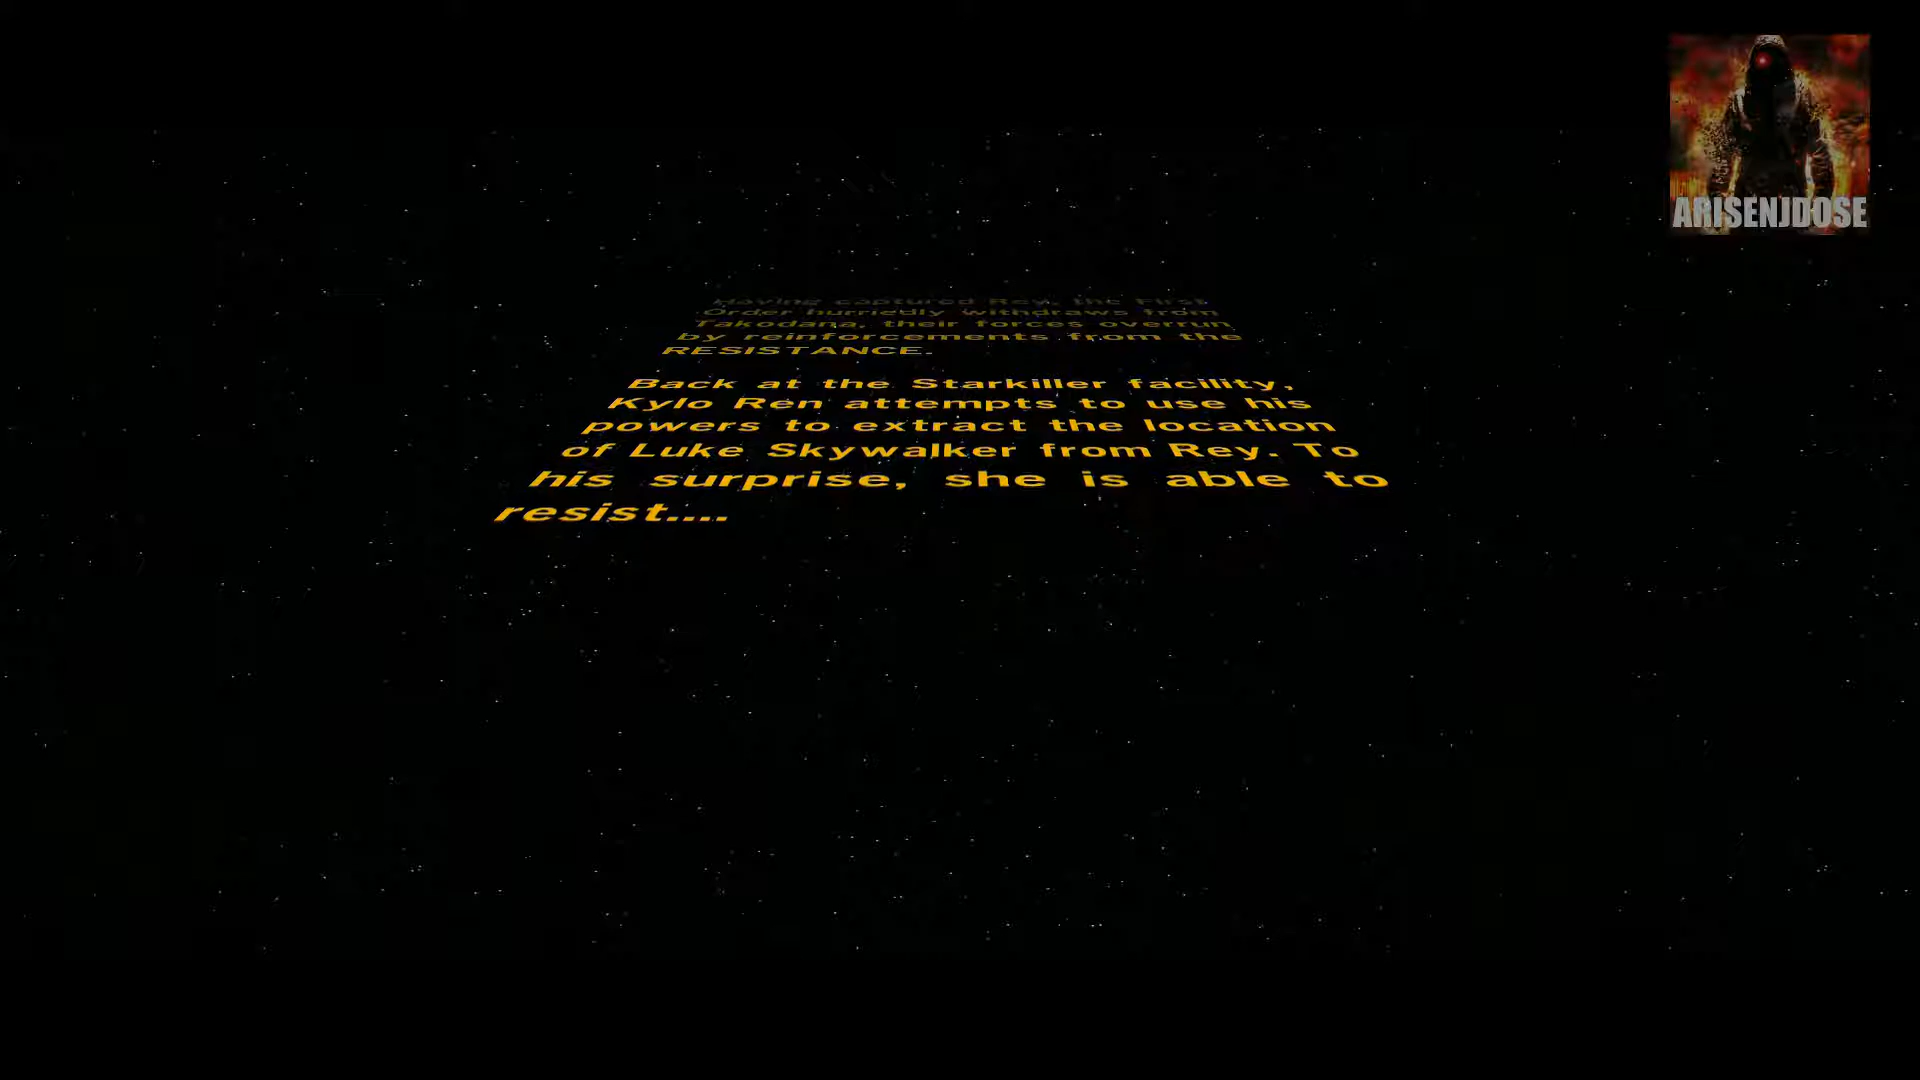 Having captured Rey, the First
Order hurriedly withdraws from
Takodana, their forces overrun
by reinforcements from the
RESISTANCE.
Back at the Starkiller facility,
Kylo Ren attempts to use his
powers to extract the location
of Luke Skywalker from Rey. To
his surprise, she is able to
resist....
ARISENJDOSE